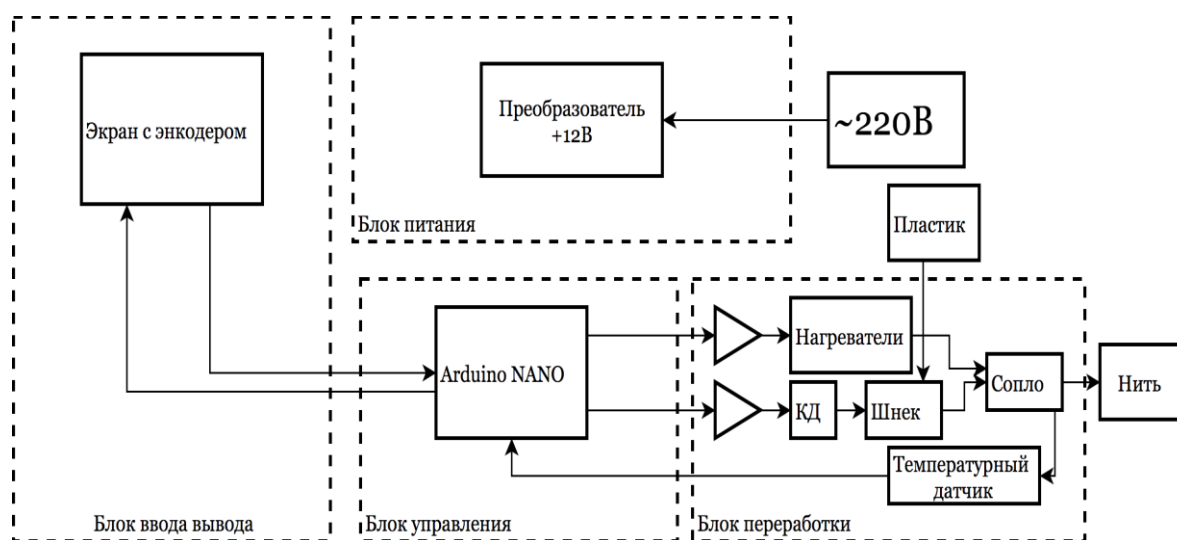 Экран с энкодером
Преобразователь
+12В
~220В
Блок питания
Пластик
Arduino NANO
Нагреватели
КД
Шнек
Сопло
Нить
Температурный
датчик
Блок ввода вывода
Блок управления
Блок переработки